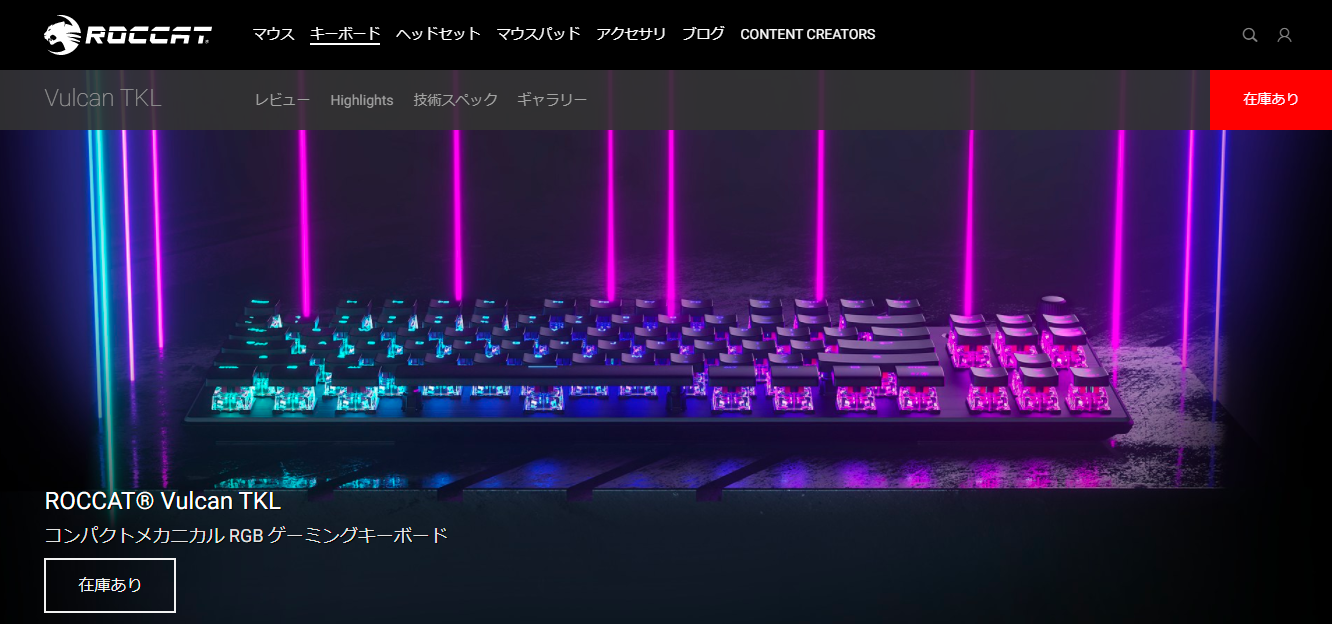 ROCCAT マウス キーボード ヘッドセット マウスパッド アクセサリ ブログ CONTENT CREATORS
Vulcan TKL レビュー Highlights 技術スペック ギャラリー 在庫あり
ROCCAT® Vulcan TKL
コンパクトメカニカル RGB ゲーミングキーボード
在庫あり